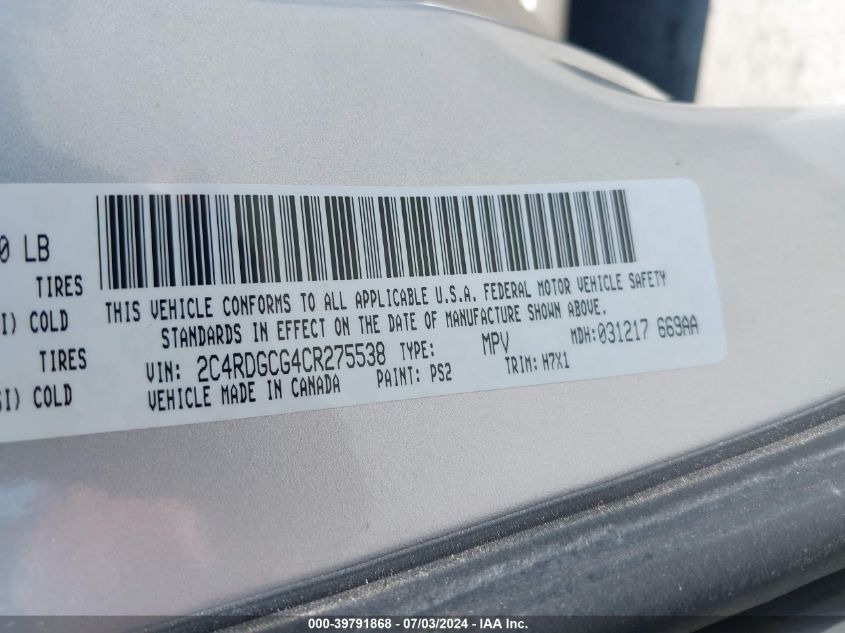 0 LB
TIRES
I) COLD
TIRES
SI) COLD
THIS VEHICLE CONFORMS TO ALL APPLICABLE U.S.A. FEDERAL MOTOR VEHICLE SAFETY
STANDARDS IN EFFECT ON THE DATE OF MANUFACTURE SHOWN ABOVE.
VIN: 2C4RDGCG4CR275538 TYPE: MPV MDH:031217 669AA
VEHICLE MADE IN CANADA PAINT: PS2 TRIM: H7X1
000-39791868 - 07/03/2024 - IAA Inc.